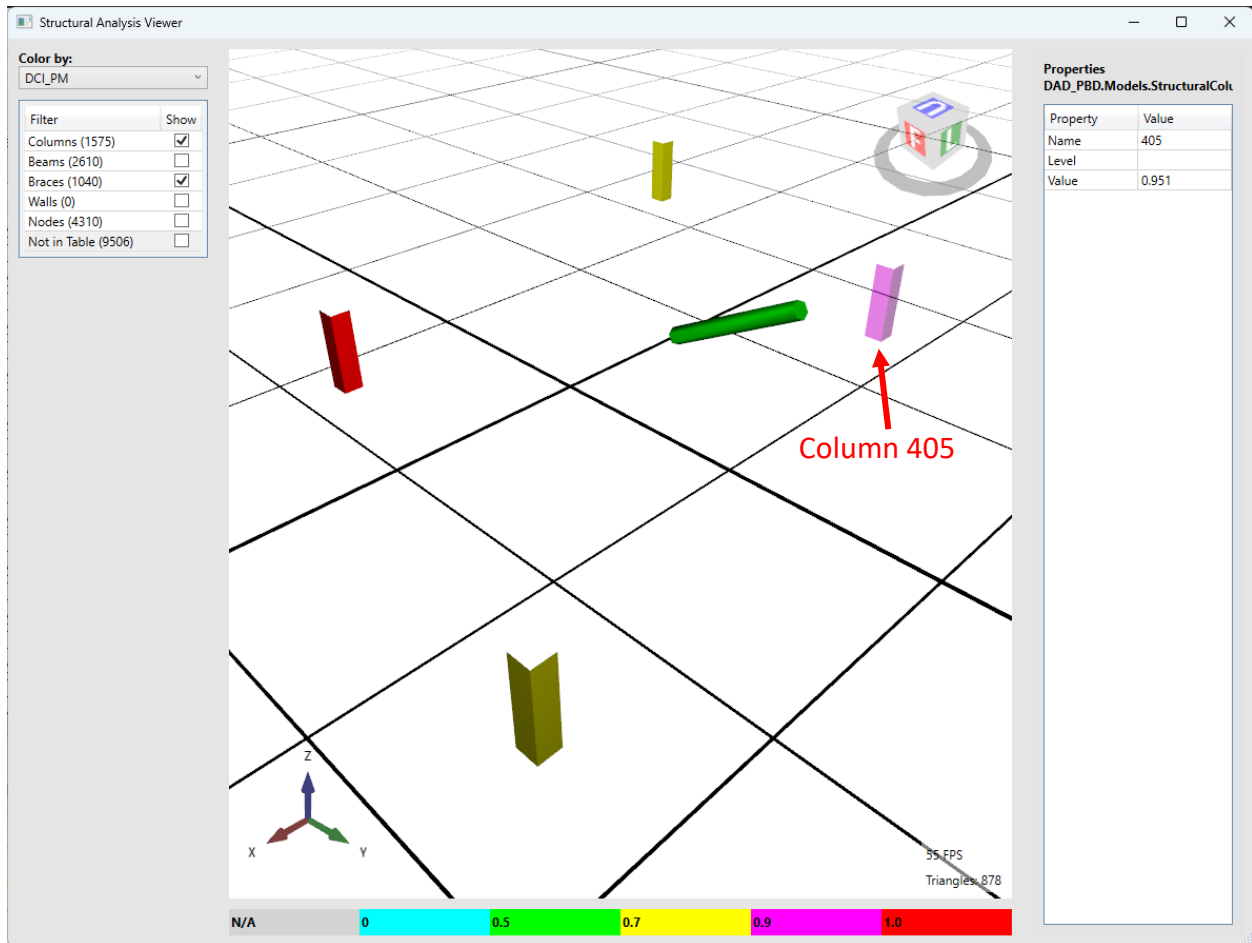 Structural Analysis Viewer
Color by:
DCI_PM
Filter Show
Columns (1575)
Beams (2610)
Braces (1040)
Walls (0)
Nodes (4310)
Not in Table (9506)
Column 405
Z
X
Y
55 FPS
Triangles: 878
N/A 0 0.5 0.7 0.9 1.0
Properties
DAD_PBD.Models.StructuralColu
Property Value
Name 405
Level
Value 0.951